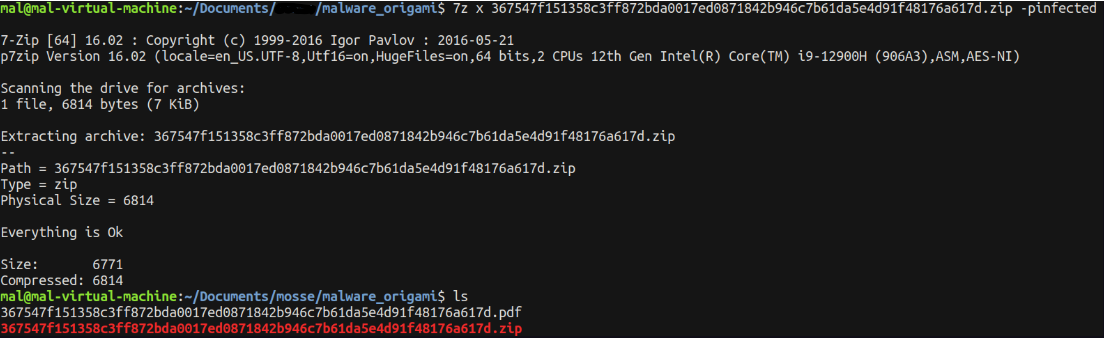 mal@mal-virtual-machine:~/Documents/ /malware_origami$ 7z x 367547f151358c3ff872bda0017ed0871842b946c7b61da5e4d91f48176a617d.zip -pinfected
7-Zip [64] 16.02 : Copyright (c) 1999-2016 Igor Pavlov : 2016-05-21
p7zip Version 16.02 (locale=en_US.UTF-8,Utf16=on,HugeFiles=on,64 bits,2 CPUs 12th Gen Intel(R) Core(TM) i9-12900H (906A3),ASM,AES-NI)
Scanning the drive for archives:
1 file, 6814 bytes (7 KiB)
Extracting archive: 367547f151358c3ff872bda0017ed0871842b946c7b61da5e4d91f48176a617d.zip
--
Path = 367547f151358c3ff872bda0017ed0871842b946c7b61da5e4d91f48176a617d.zip
Type = zip
Physical Size = 6814
Everything is Ok
Size:       6771
Compressed: 6814
mal@mal-virtual-machine:~/Documents/mosse/malware_origami$ ls
367547f151358c3ff872bda0017ed0871842b946c7b61da5e4d91f48176a617d.pdf
367547f151358c3ff872bda0017ed0871842b946c7b61da5e4d91f48176a617d.zip